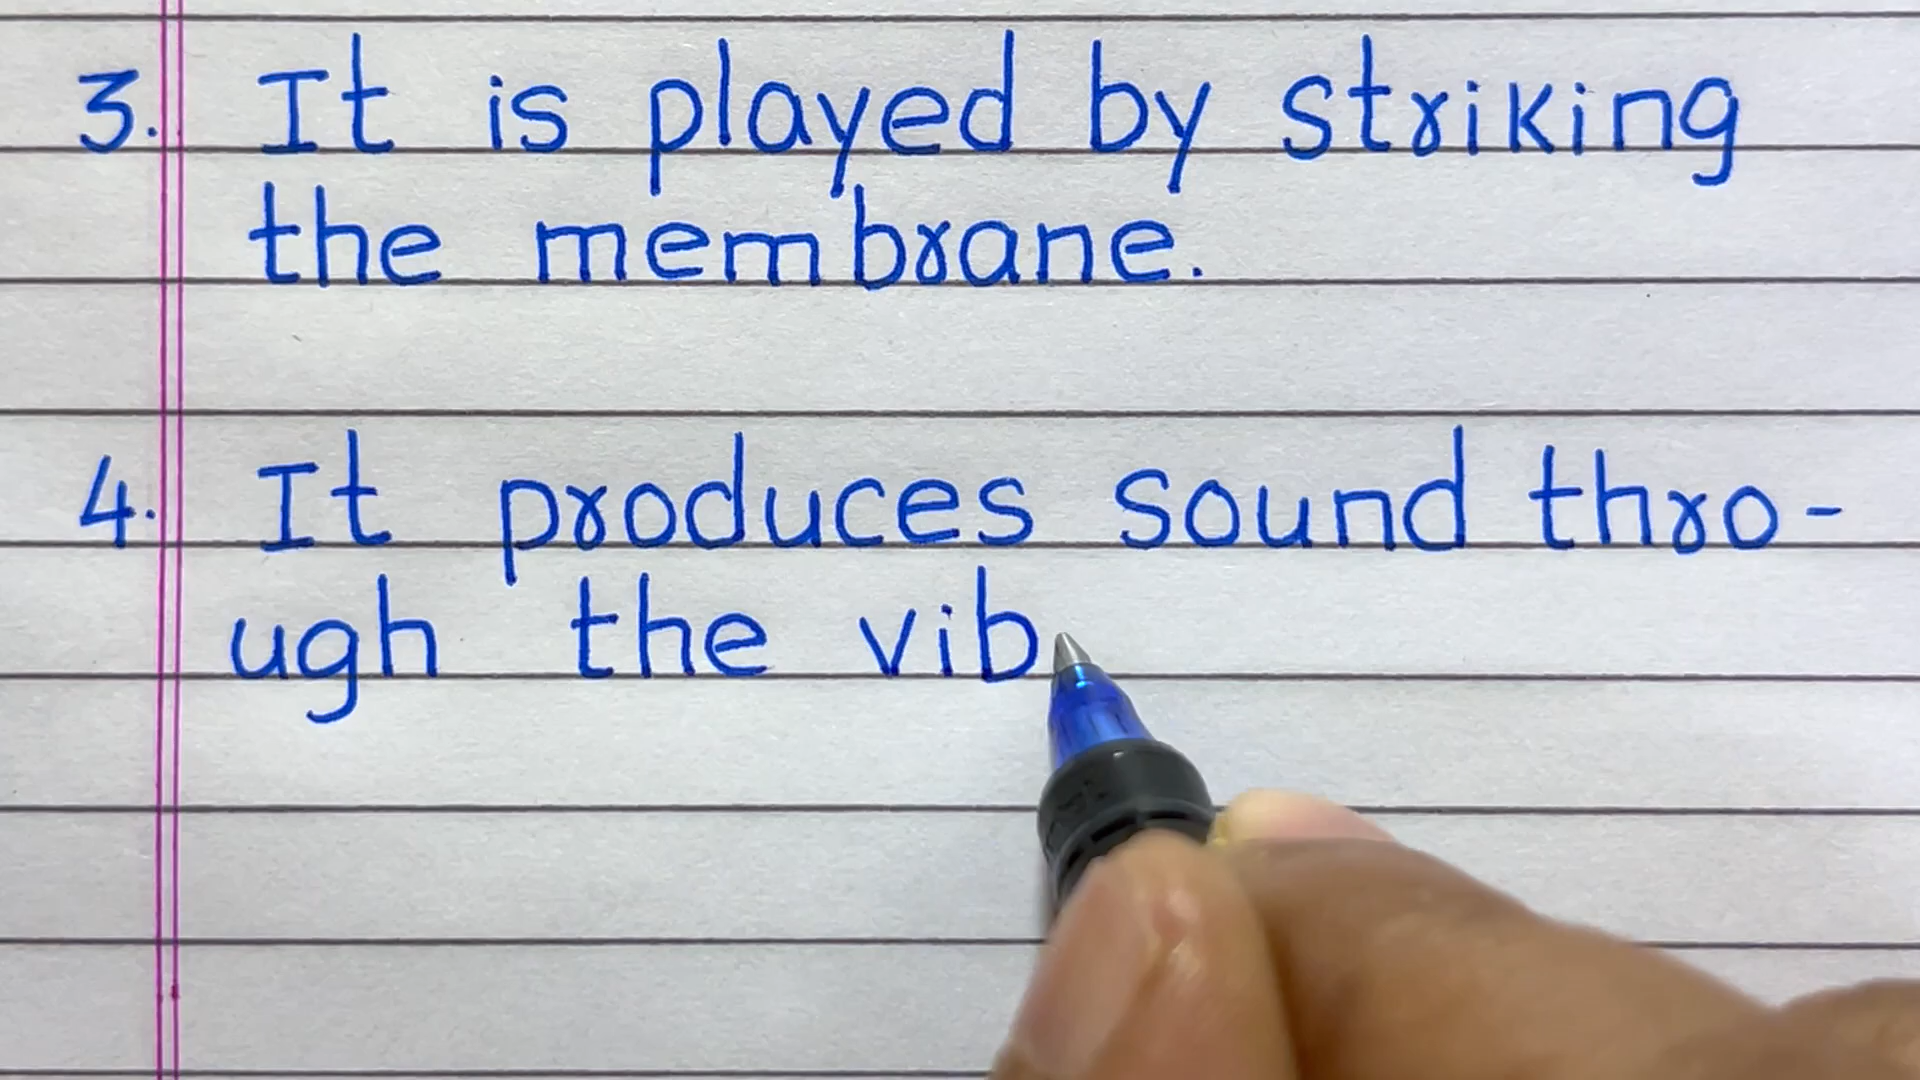 3. It is played by striking
the membrane.
4. It produces sound thro-
ugh the vib